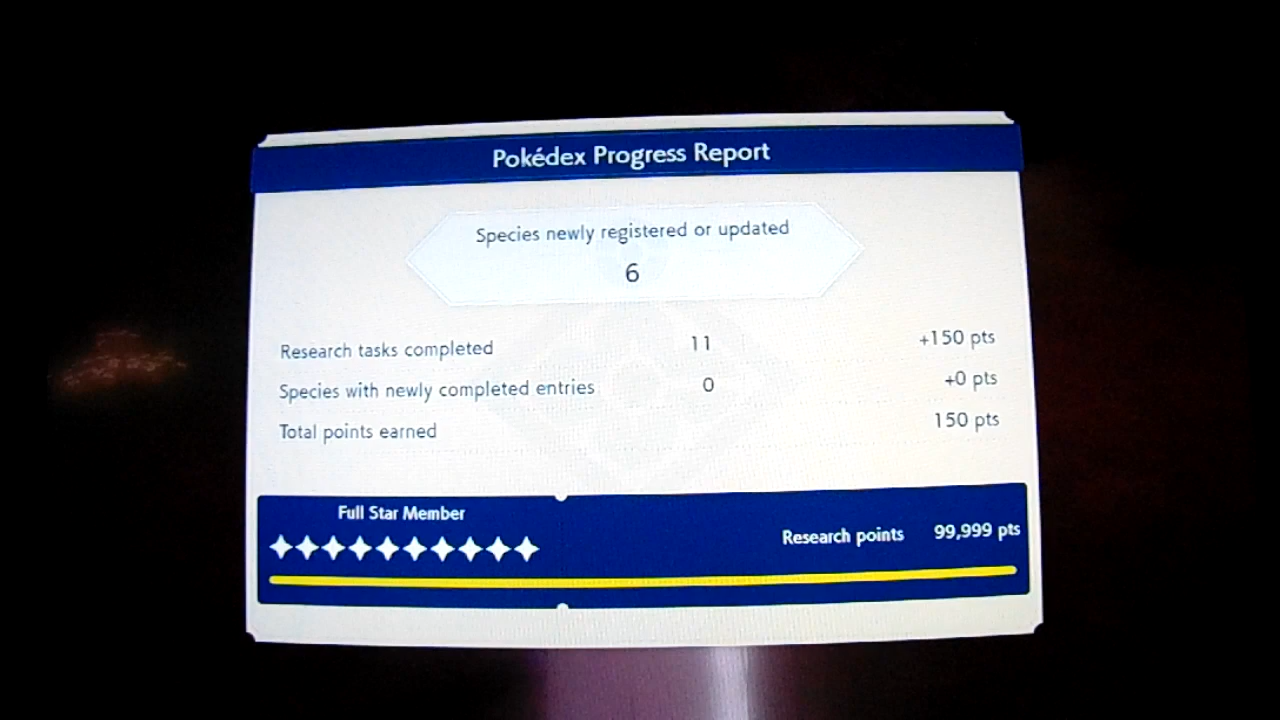 Pokédex Progress Report
Species newly registered or updated
6
Research tasks completed 11 +150 pts
Species with newly completed entries 0 +0 pts
Total points earned 150 pts
Full Star Member
Research points 99,999 pts